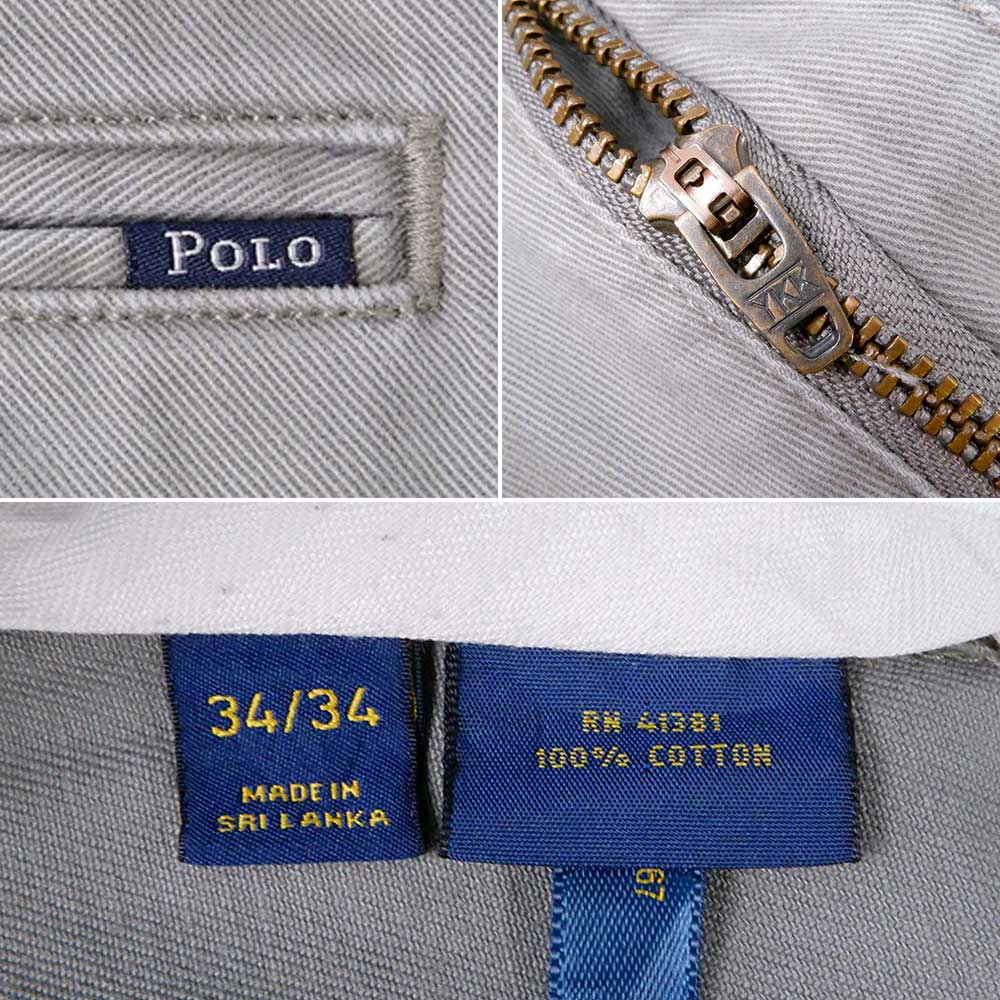 POLO
YKK
34/34
MADE IN
SRI LANKA
RN 41381
100% COTTON
67